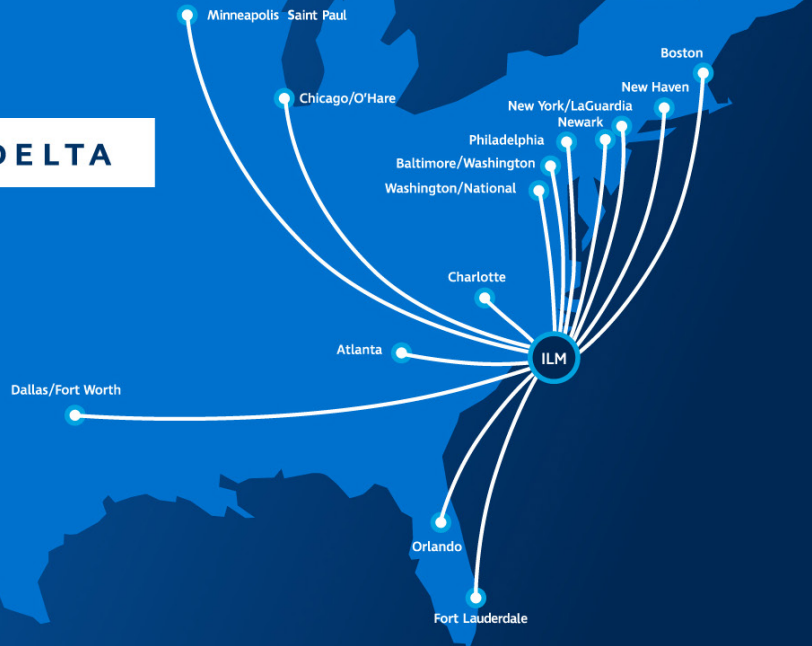 Minneapolis Saint Paul
Boston
New Haven
Chicago/O'Hare
New York/LaGuardia
Newark
Philadelphia
DELTA
Baltimore/Washington
Washington/National
Charlotte
Atlanta
ILM
Dallas/Fort Worth
Orlando
Fort Lauderdale